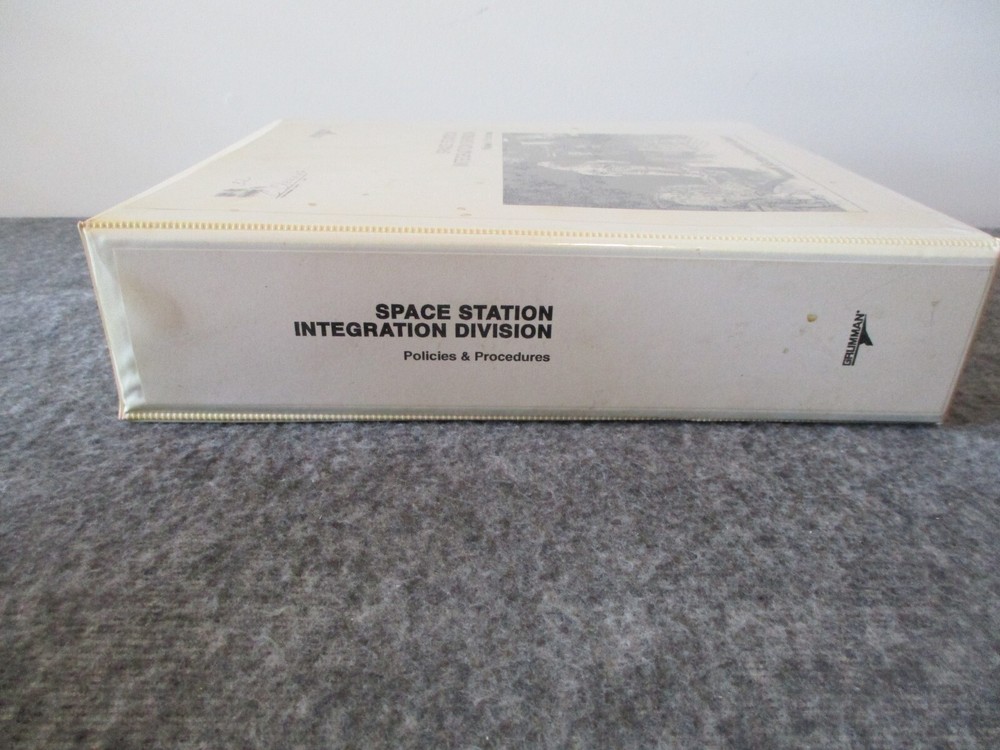 SPACE STATION
INTEGRATION DIVISION
Policies & Procedures
GRUMMAN